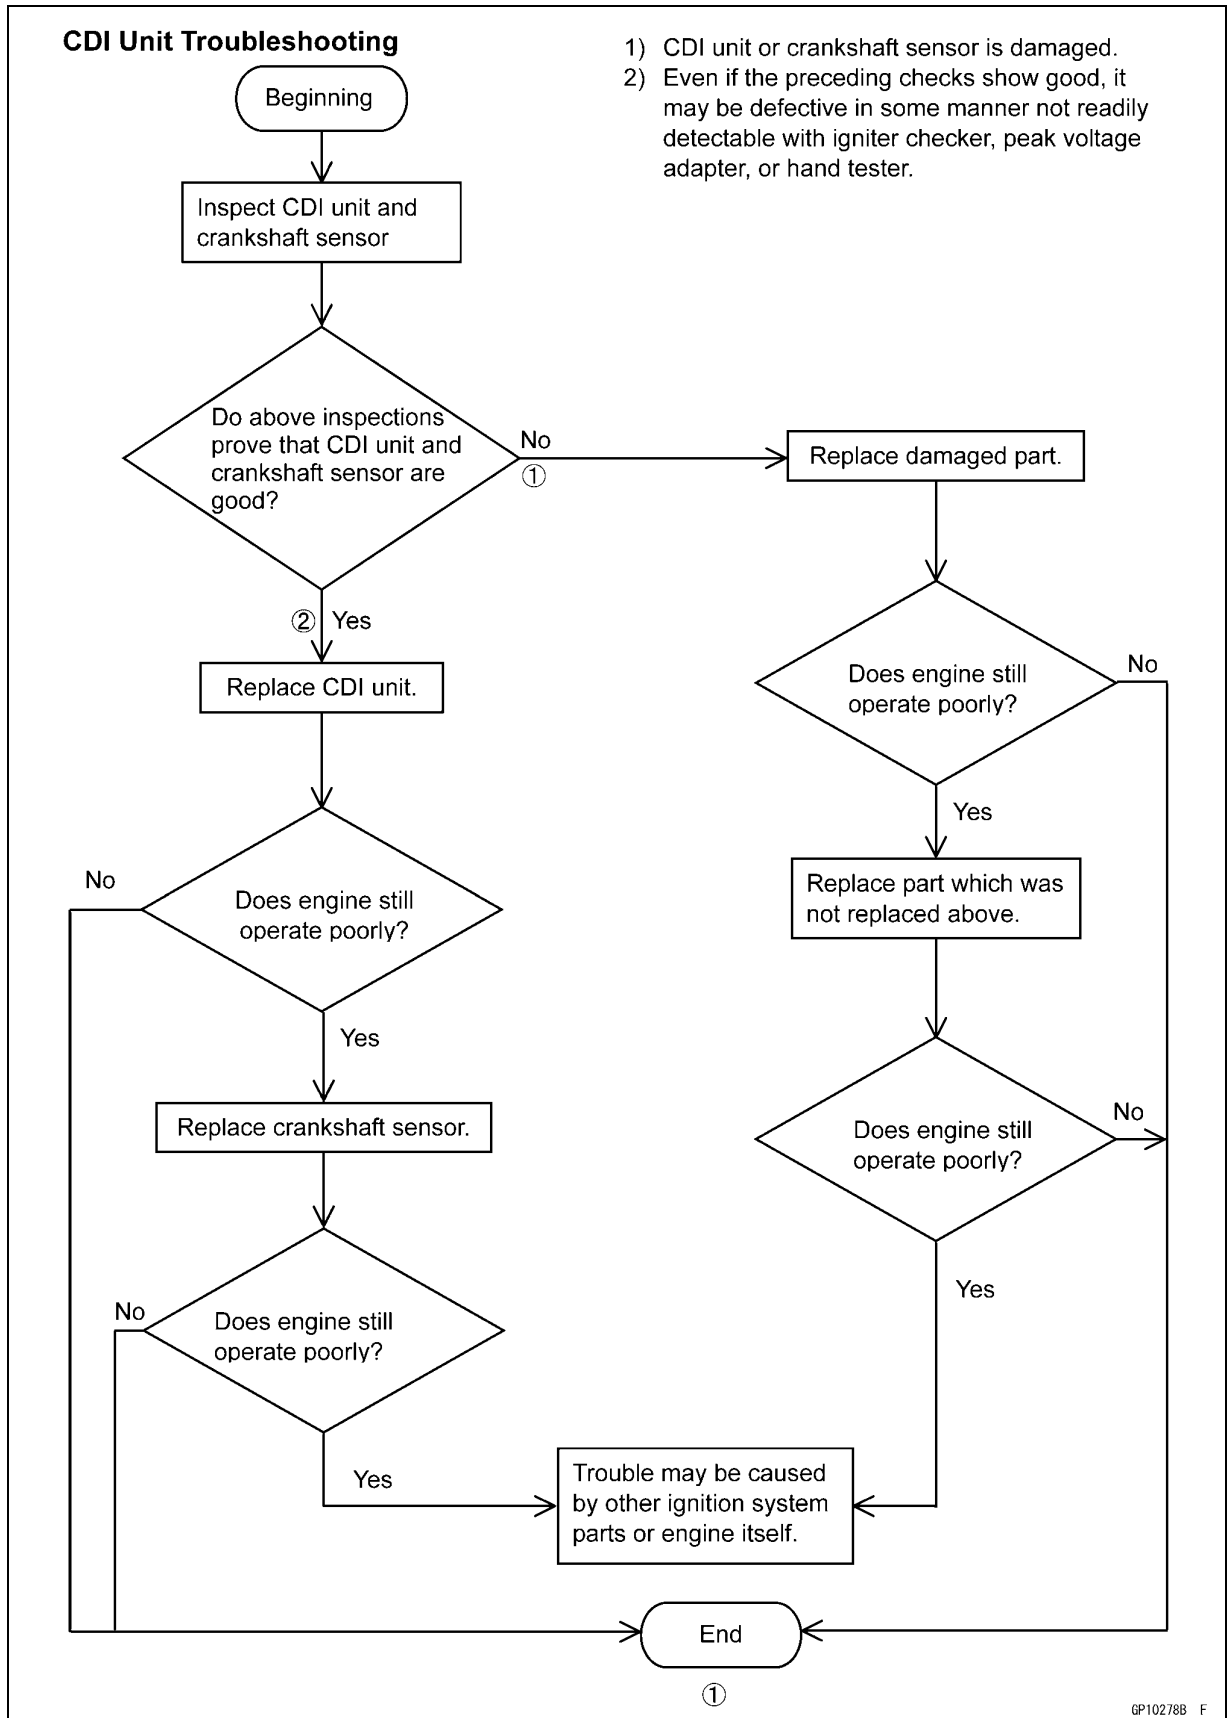 CDI Unit Troubleshooting
1) CDI unit or crankshaft sensor is damaged.
2) Even if the preceding checks show good, it
may be defective in some manner not readily
detectable with igniter checker, peak voltage
adapter, or hand tester.
Beginning
Inspect CDI unit and
crankshaft sensor
Do above inspections
prove that CDI unit and
crankshaft sensor are
good?
No
①
Replace damaged part.
② Yes
Replace CDI unit.
Does engine still
operate poorly?
No
Yes
Replace part which was
not replaced above.
No
Does engine still
operate poorly?
Yes
Replace crankshaft sensor.
Does engine still
operate poorly?
No
Yes
No
Does engine still
operate poorly?
Yes
Trouble may be caused
by other ignition system
parts or engine itself.
End
①
GP10278B F